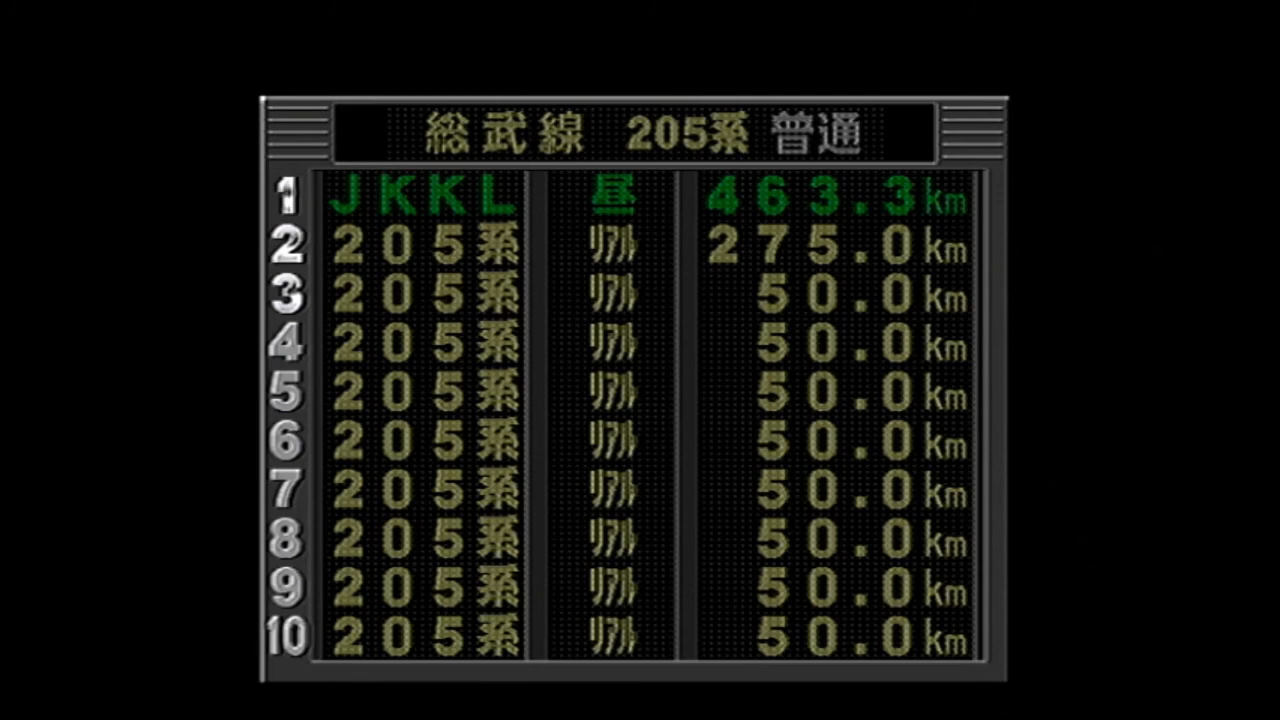 総武線 205系 普通
1 JKKL 昼 463.3km
2 205系 リアル 275.0km
3 205系 リアル 50.0km
4 205系 リアル 50.0km
5 205系 リアル 50.0km
6 205系 リアル 50.0km
7 205系 リアル 50.0km
8 205系 リアル 50.0km
9 205系 リアル 50.0km
10 205系 リアル 50.0km